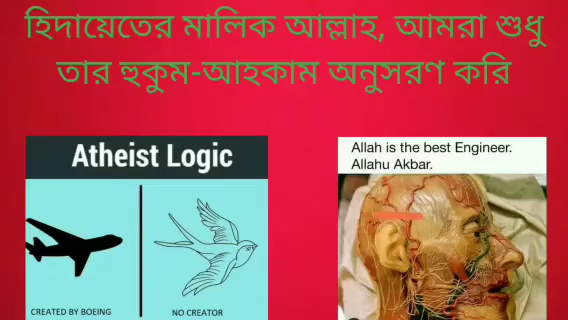 হিদায়েতের মালিক আল্লাহ, আমরা শুধু
তার হুকুম-আহকাম অনুসরণ করি
Atheist Logic
CREATED BY BOEING
NO CREATOR
Allah is the best Engineer.
Allahu Akbar.